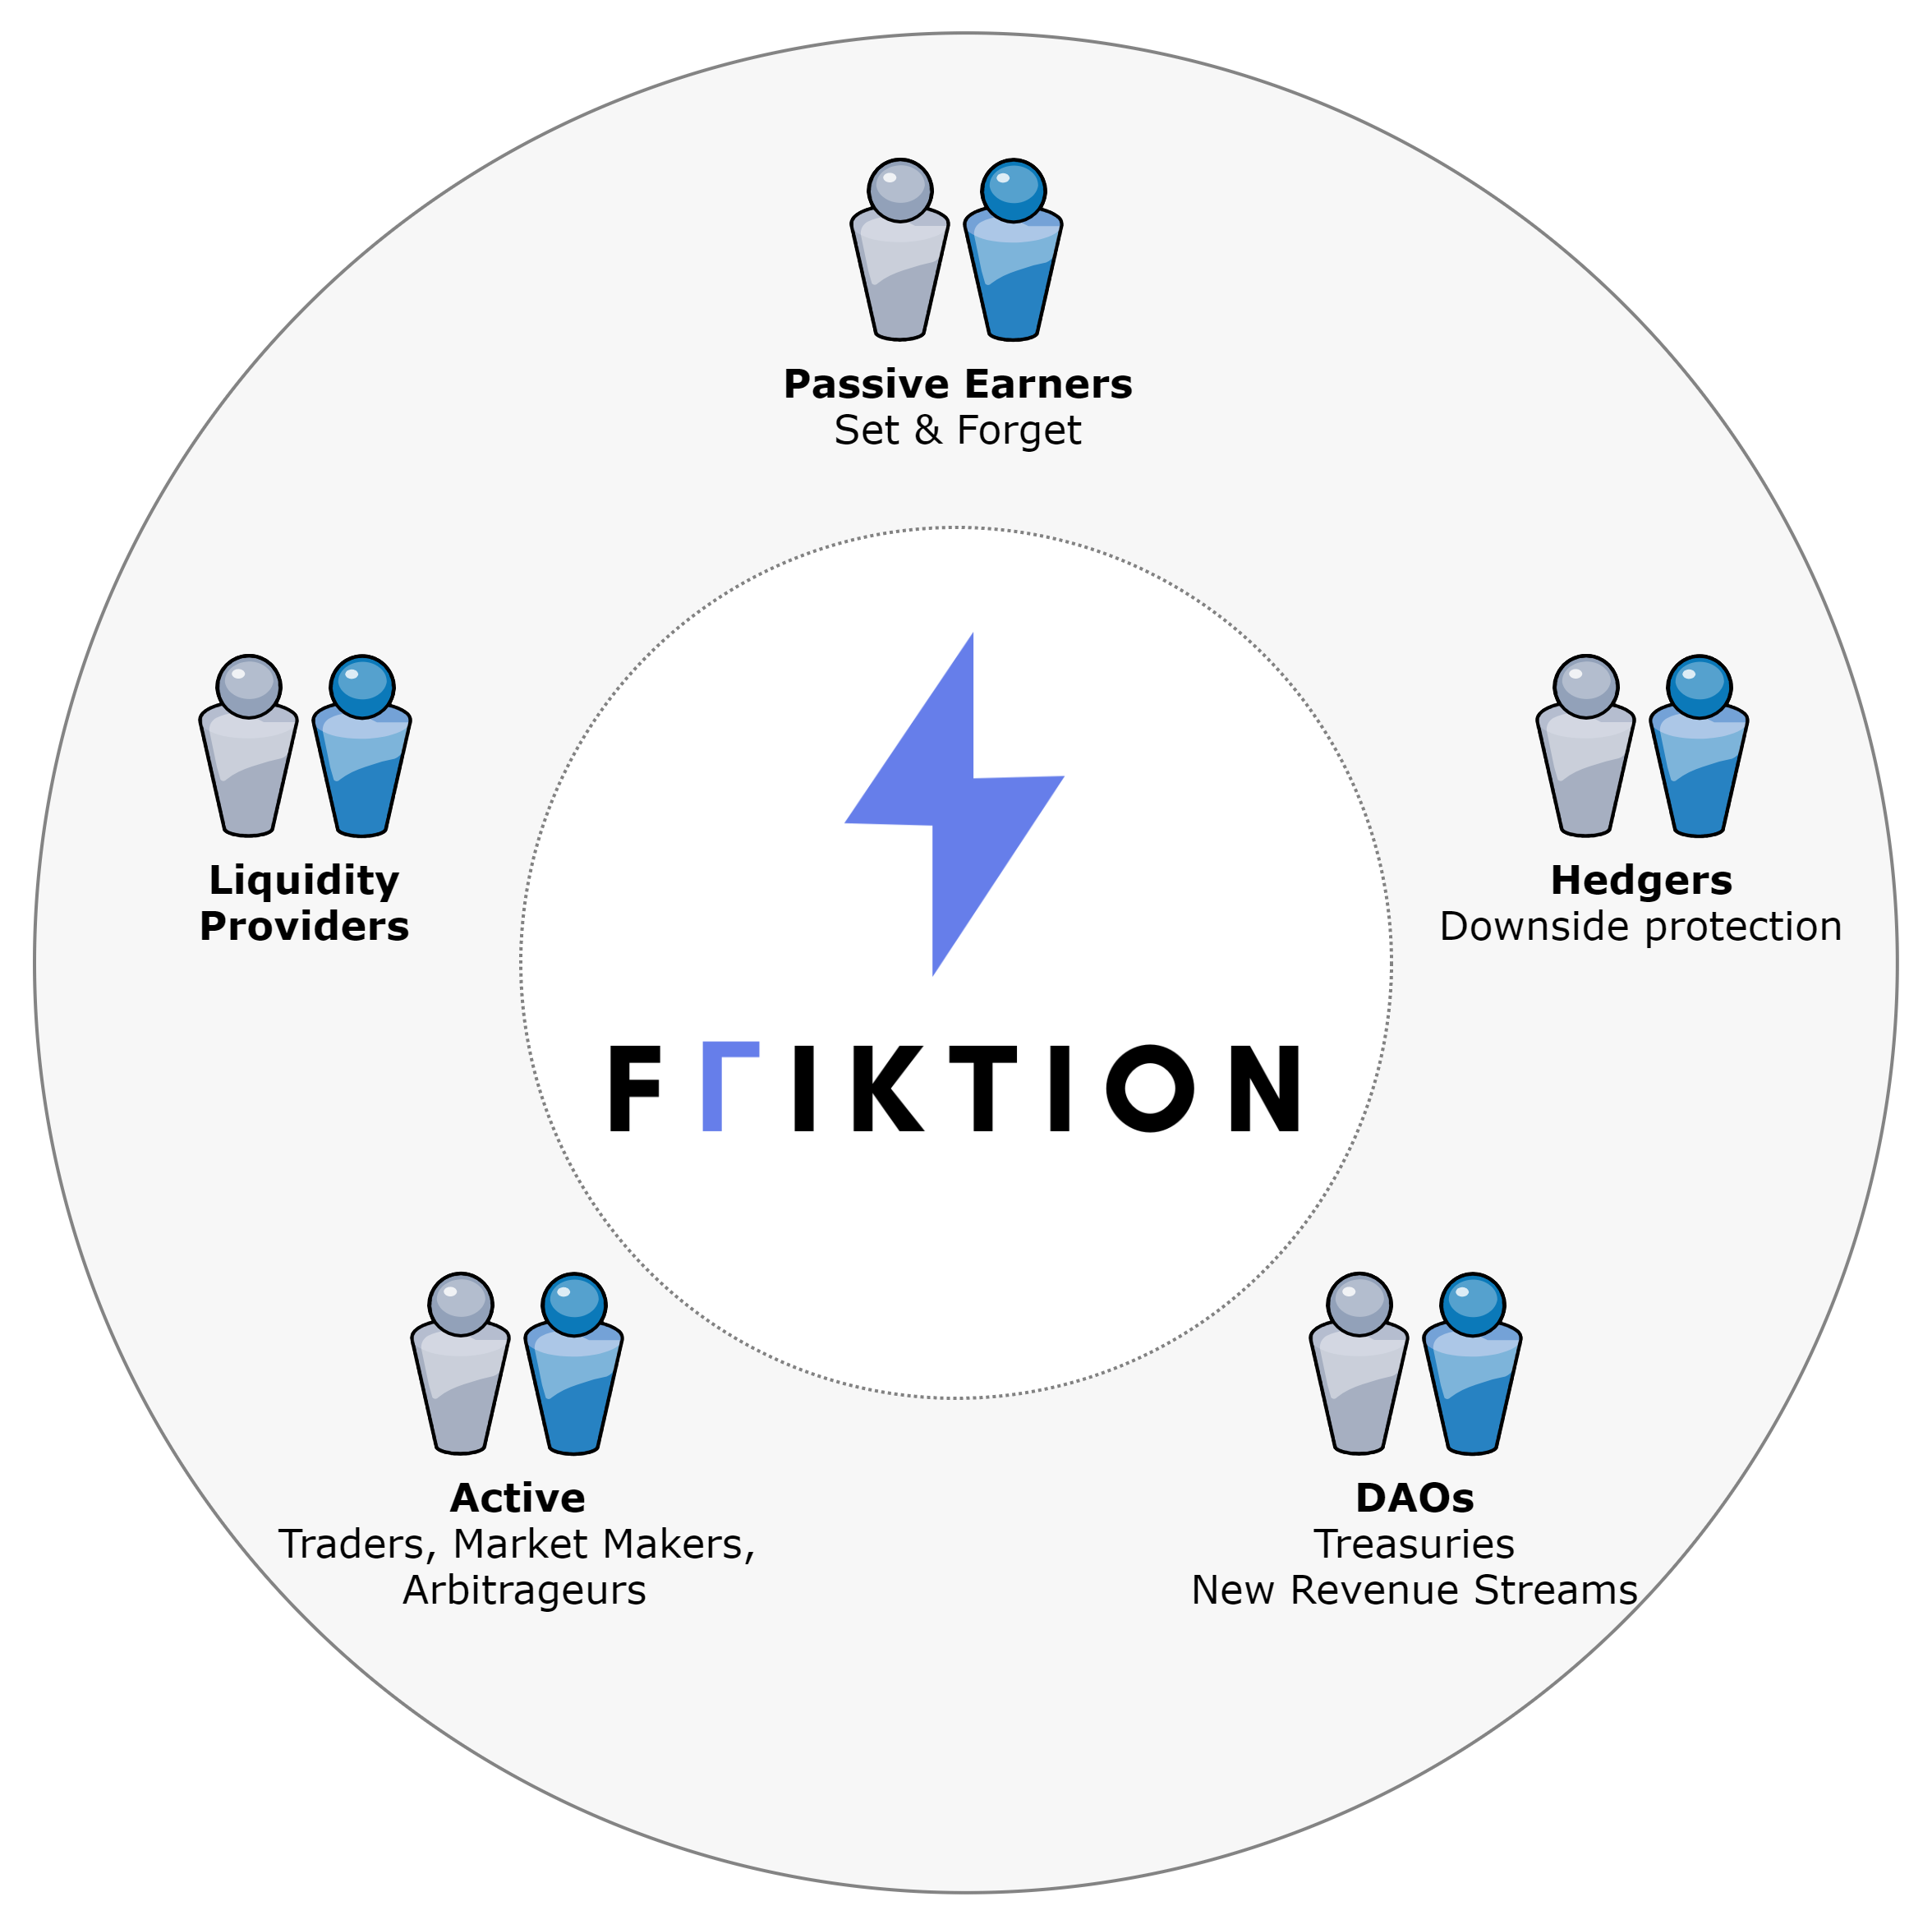 Passive Earners
Set & Forget
Liquidity
Providers
Hedgers
Downside protection
FΓIKTION
Active
Traders, Market Makers,
Arbitrageurs
DAOs
Treasuries
New Revenue Streams